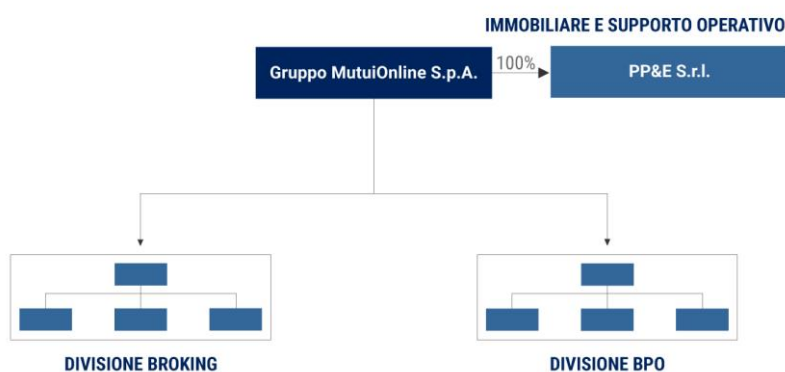 IMMOBILIARE E SUPPORTO OPERATIVO
Gruppo MutuiOnline S.p.A.
100%
PP&E S.r.l.
DIVISIONE BROKING
DIVISIONE BPO